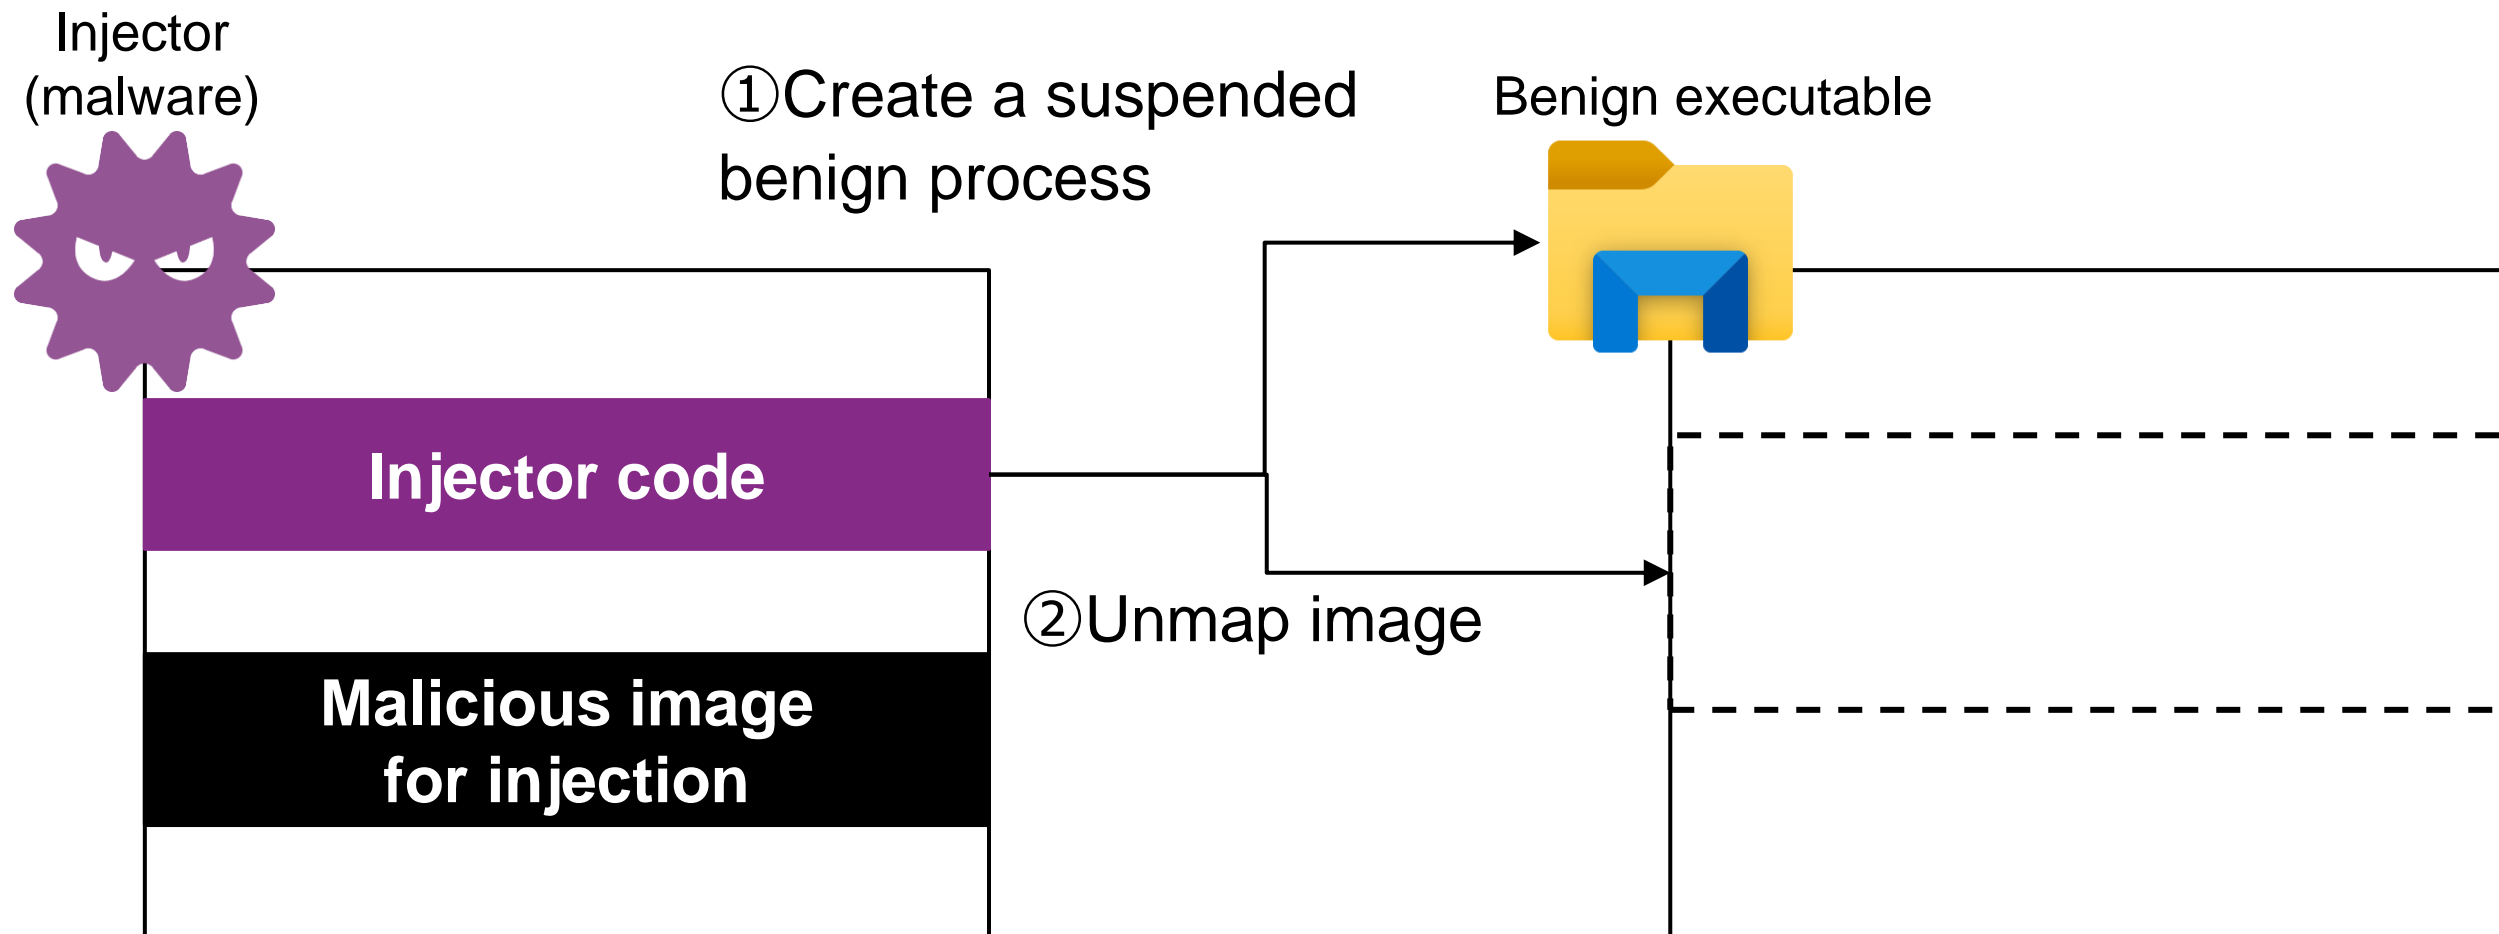 Injector
(malware)
①Create a suspended
benign process
Benign executable
Injector code
②Unmap image
Malicious image
for injection